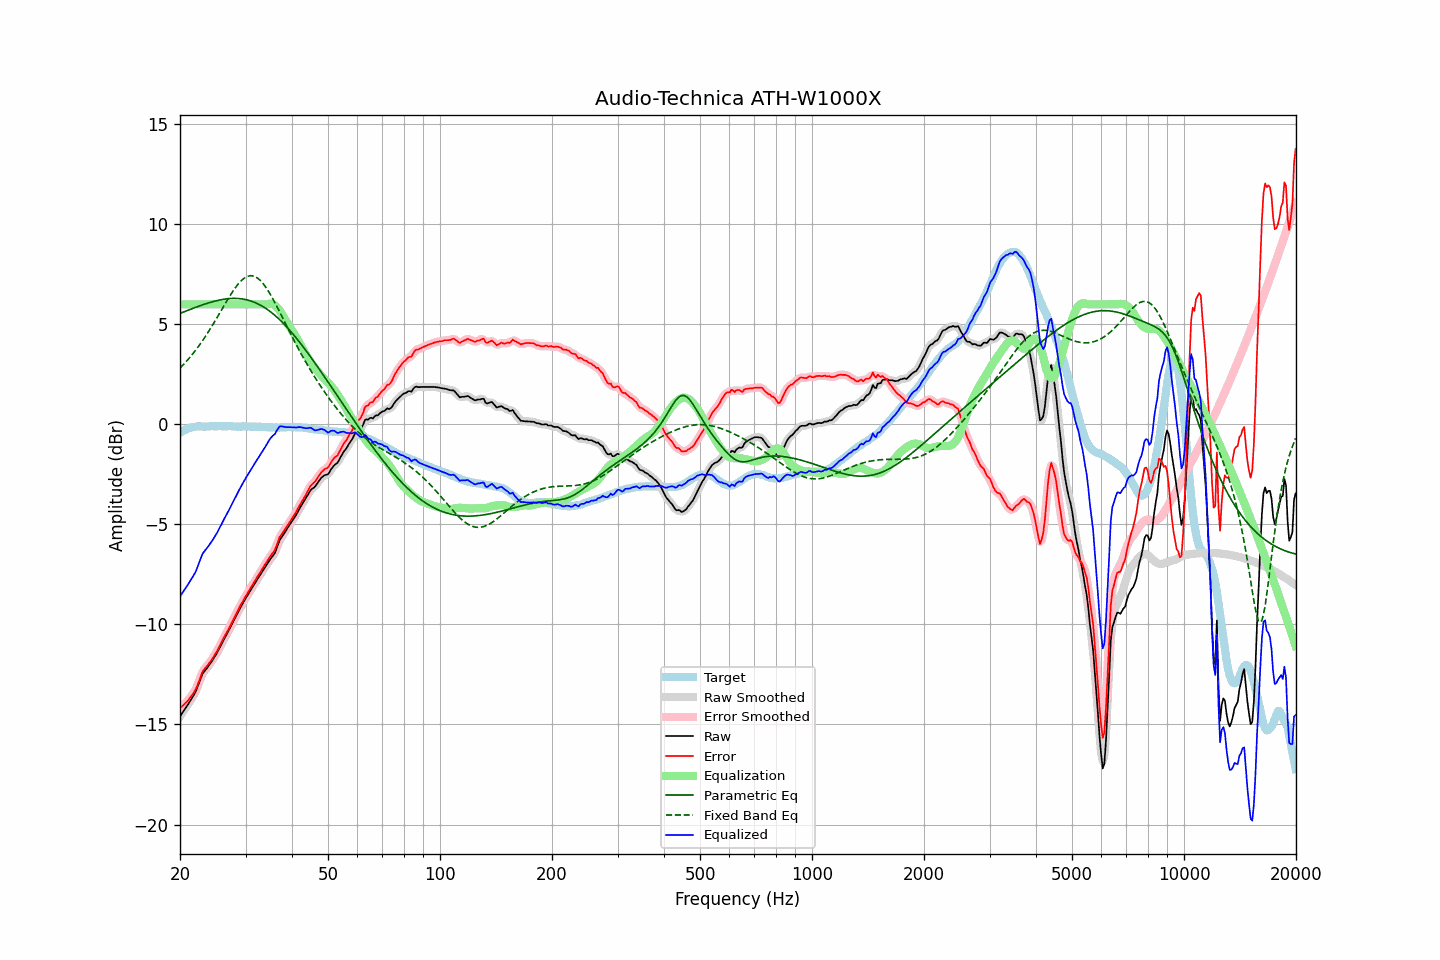 Audio-Technica ATH-W1000X
Amplitude (dBr)
15
10
5
0
−5
−10
−15
−20
Target
Raw Smoothed
Error Smoothed
Raw
Error
Equalization
Parametric Eq
Fixed Band Eq
Equalized
20
50
100
200
500
1000
2000
5000
10000
20000
Frequency (Hz)